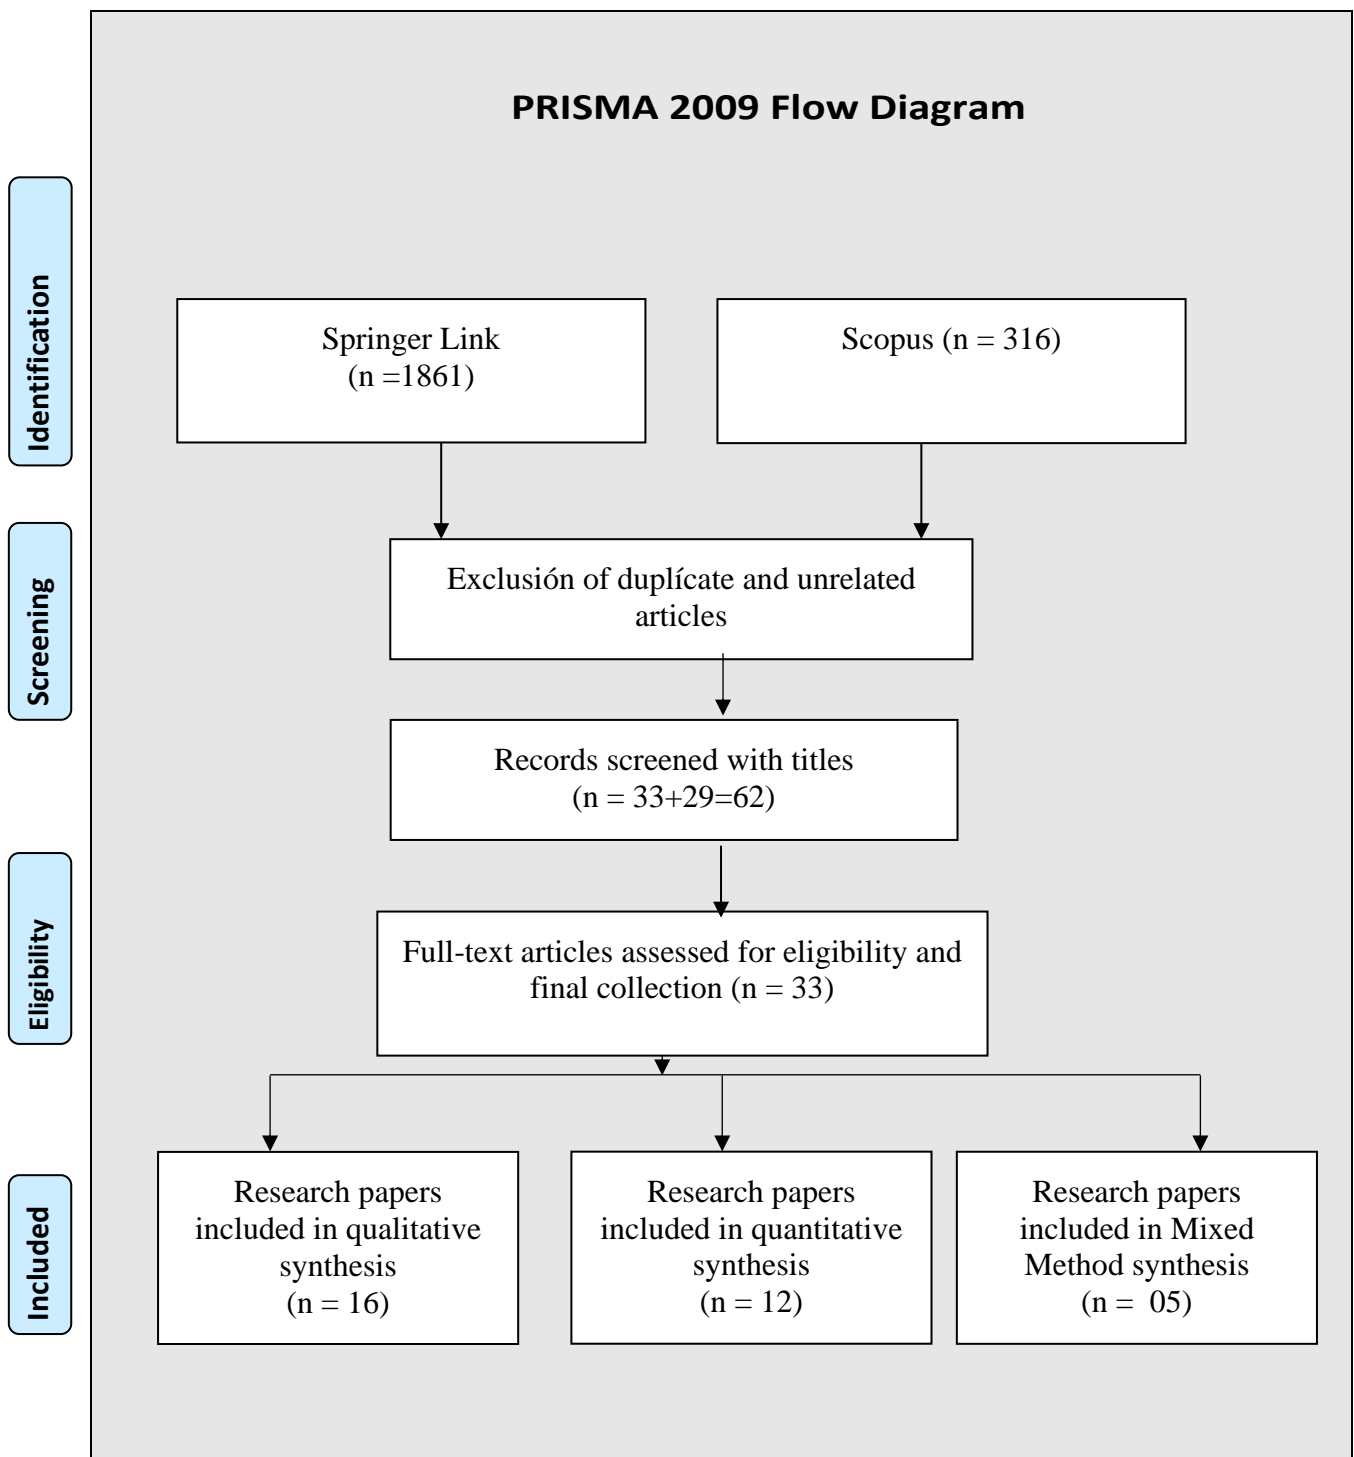 PRISMA 2009 Flow Diagram
Identification
Springer Link
(n =1861)
Scopus (n = 316)
Screening
Exclusión of duplícate and unrelated
articles
Records screened with titles
(n = 33+29=62)
Eligibility
Full-text articles assessed for eligibility and
final collection (n = 33)
Included
Research papers
included in qualitative
synthesis
(n = 16)
Research papers
included in quantitative
synthesis
(n = 12)
Research papers
included in Mixed
Method synthesis
(n =  05)